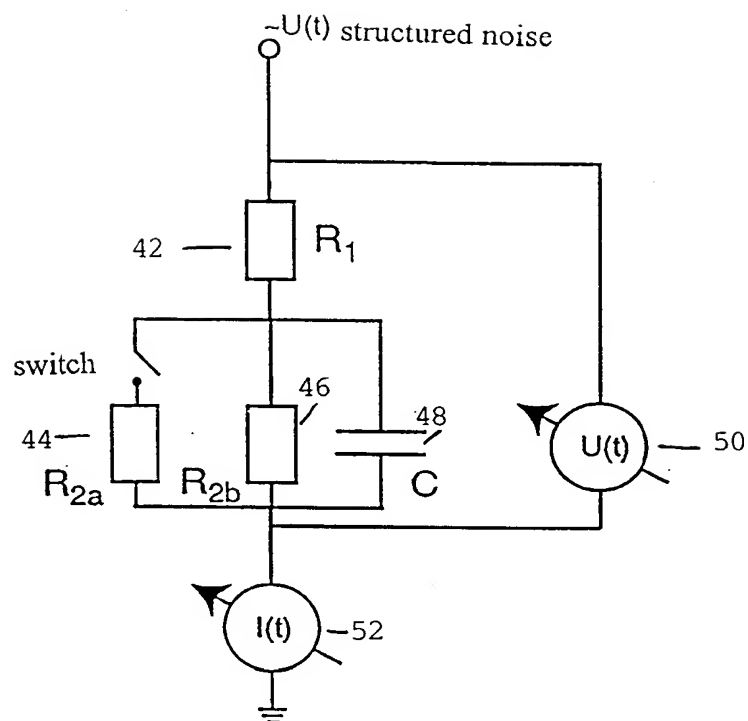 ~U(t) structured noise
42
R1
switch
46
48
44
U(t)
50
R2a
R2b
C
I(t)
52